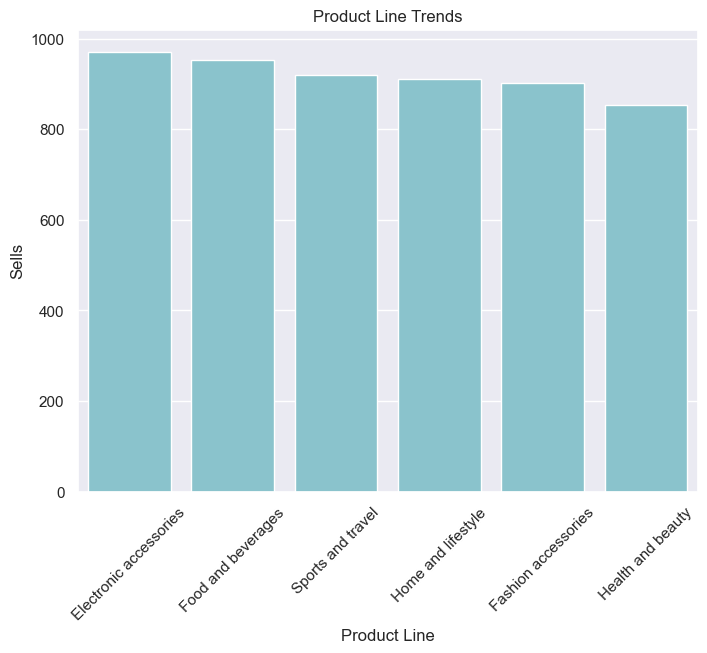 Product Line Trends
Sells
1000
800
600
400
200
0
Electronic accessories
Food and beverages
Sports and travel
Home and lifestyle
Fashion accessories
Health and beauty
Product Line